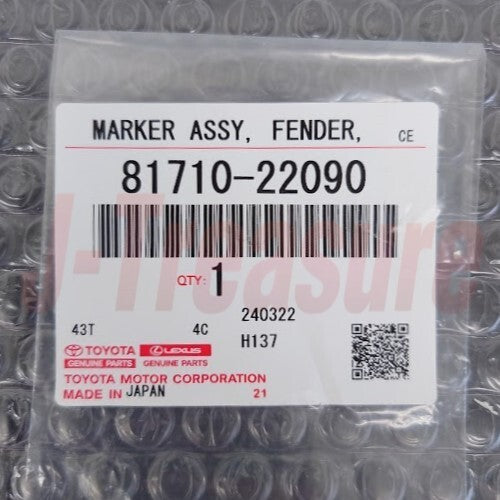 MARKER ASSY, FENDER, CE
81710-22090
J-Treasure
QTY: 1
240322
43T 4C H137
TOYOTA LEXUS
GENUINE PARTS GENUINE PARTS
TOYOTA MOTOR CORPORATION
MADE IN JAPAN 21